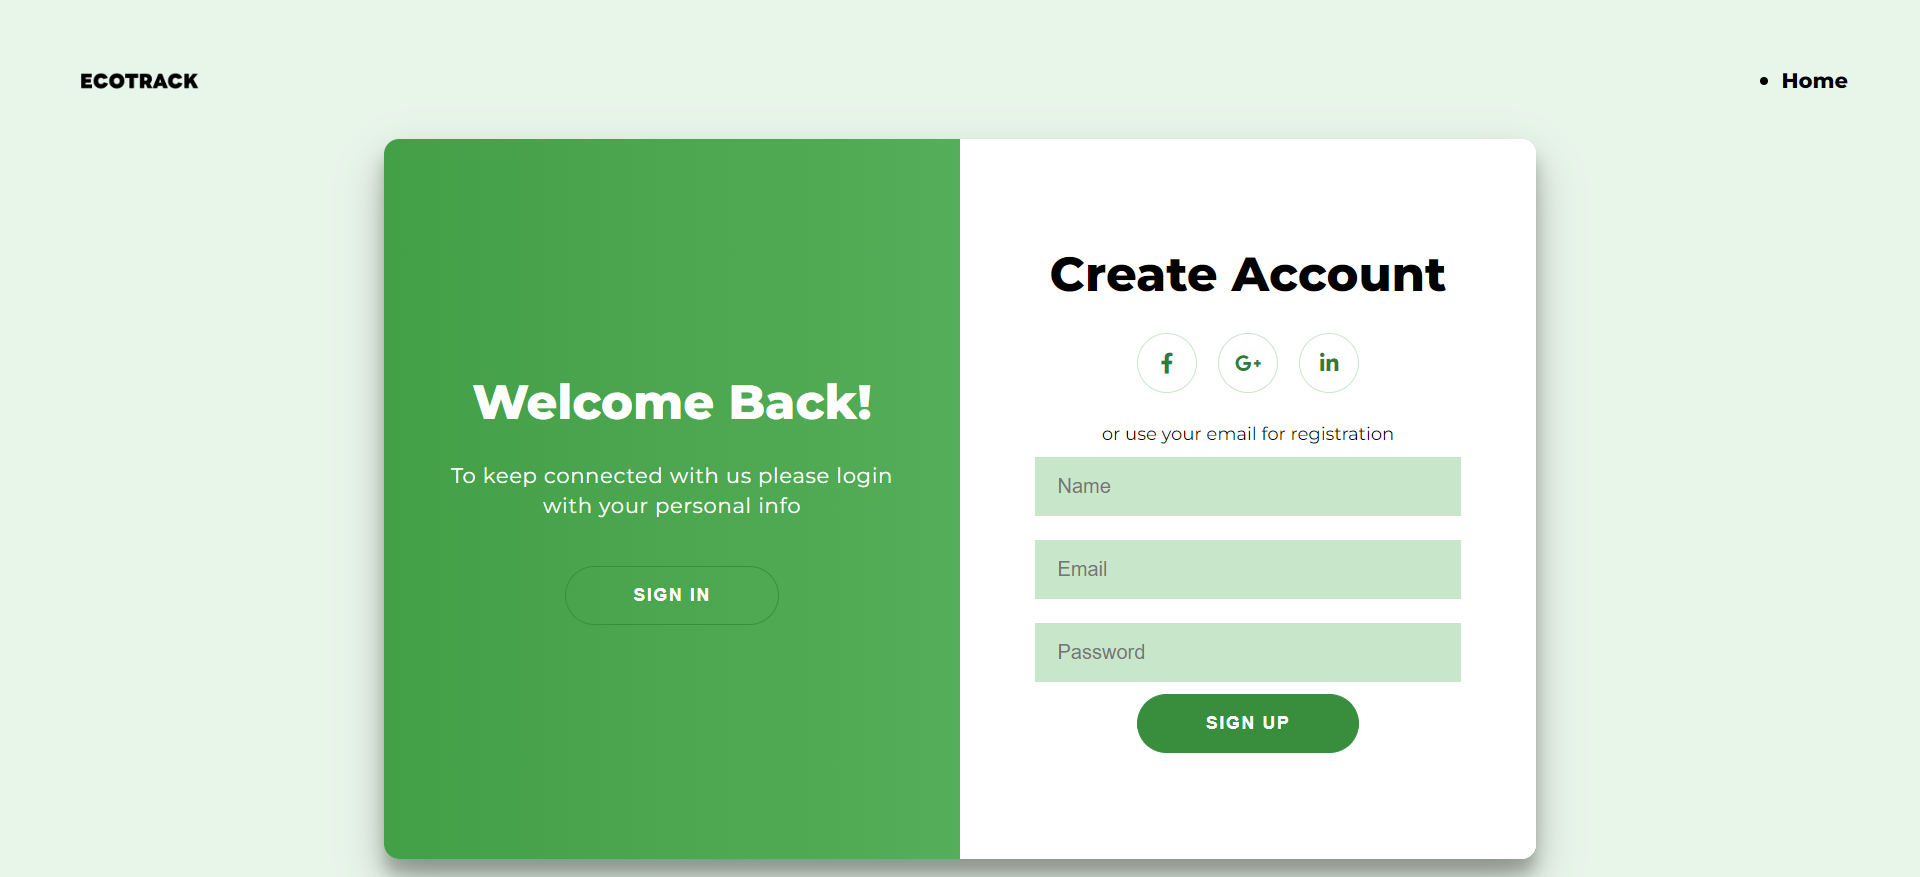 ECOTRACK
Home
Welcome Back!
To keep connected with us please login
with your personal info
SIGN IN
Create Account
f
G+
in
or use your email for registration
Name
Email
Password
SIGN UP